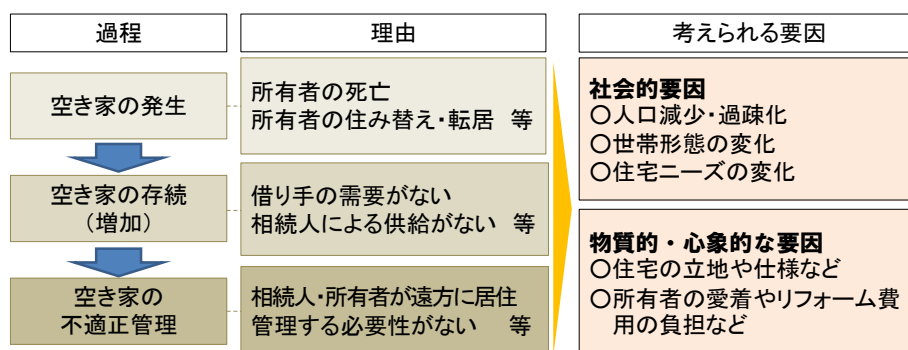 過程
理由
考えられる要因
空き家の発生
所有者の死亡
所有者の住み替え・転居 等
空き家の存続
(増加)
借り手の需要がない
相続人による供給がない 等
空き家の
不適正管理
相続人・所有者が遠方に居住
管理する必要性がない 等
社会的要因
○人口減少・過疎化
○世帯形態の変化
○住宅ニーズの変化
物質的・心象的な要因
○住宅の立地や仕様など
○所有者の愛着やリフォーム費
用の負担など